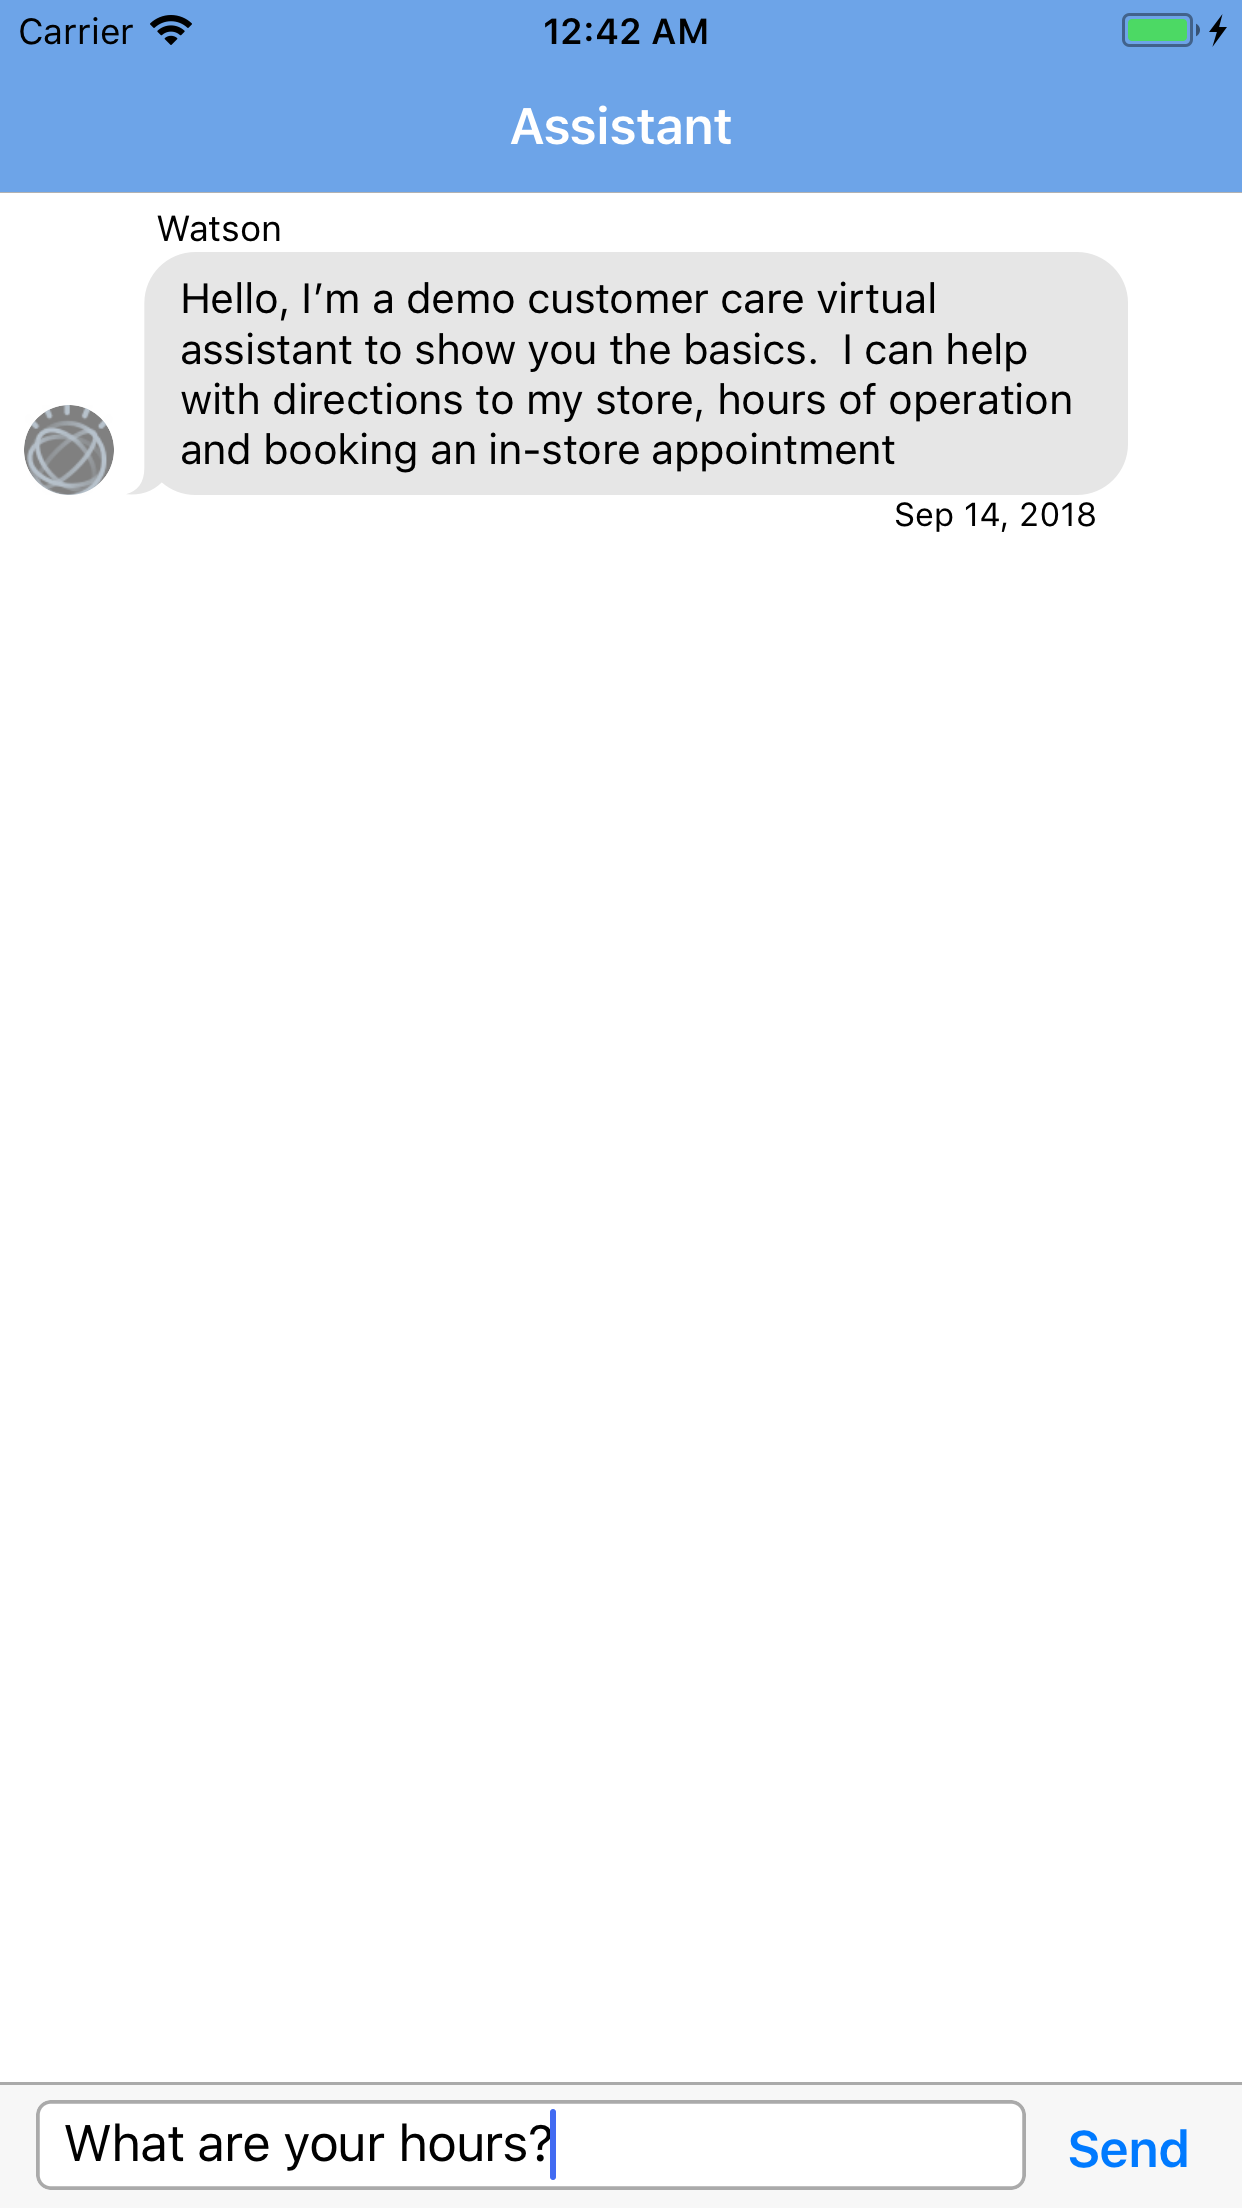 Carrier 12:42 AM
Assistant
Watson
Hello, I’m a demo customer care virtual
assistant to show you the basics.  I can help
with directions to my store, hours of operation
and booking an in-store appointment
Sep 14, 2018
What are your hours? Send